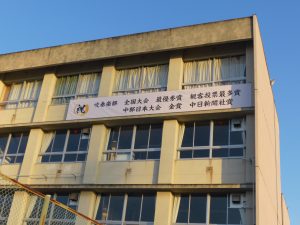 祝 吹奏楽部 全国大会 最優秀賞 観客投票最多賞
中部日本大会 金賞 中日新聞社賞